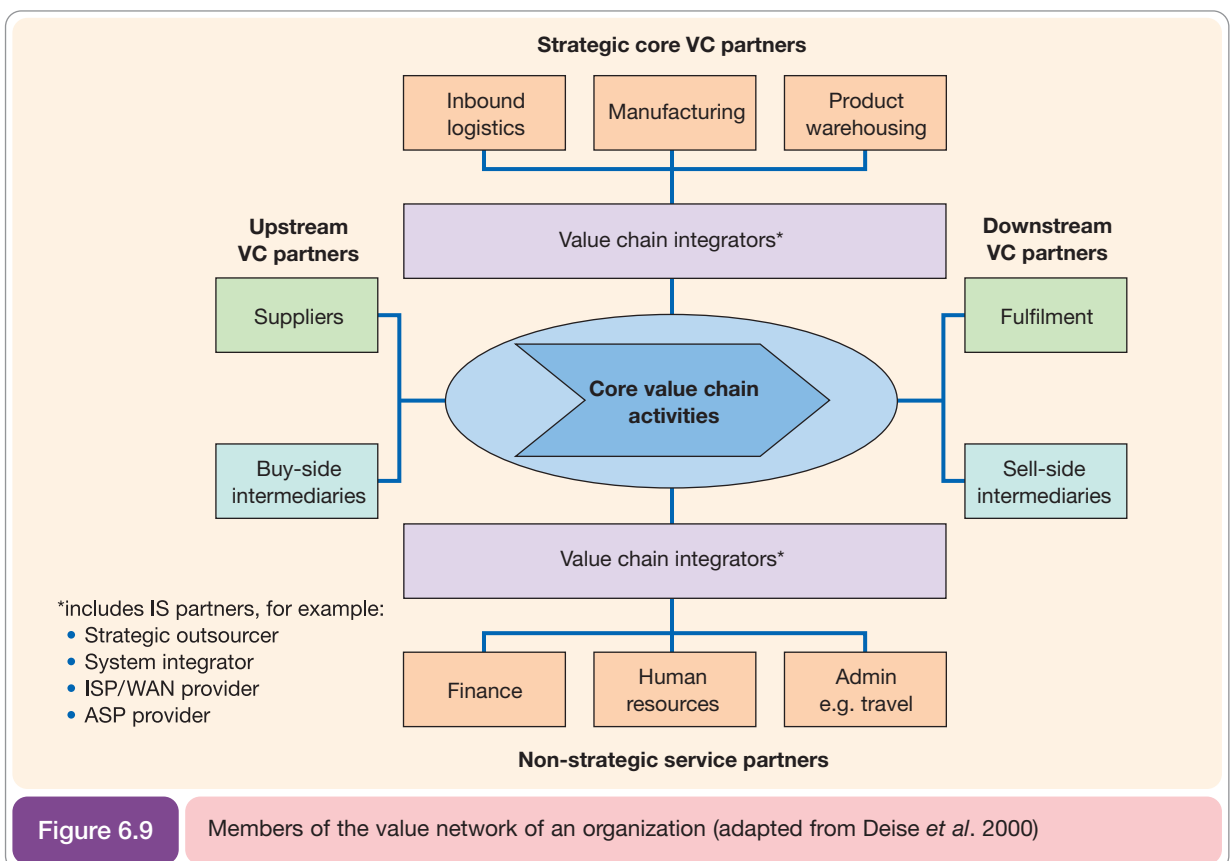 Strategic core VC partners
Inbound
logistics
Manufacturing
Product
warehousing
Value chain integrators*
Upstream
VC partners
Downstream
VC partners
Suppliers
Fulfilment
Core value chain
activities
Buy-side
intermediaries
Sell-side
intermediaries
Value chain integrators*
*includes IS partners, for example:
• Strategic outsourcer
• System integrator
• ISP/WAN provider
• ASP provider
Finance
Human
resources
Admin
e.g. travel
Non-strategic service partners
Figure 6.9
Members of the value network of an organization (adapted from Deise et al. 2000)